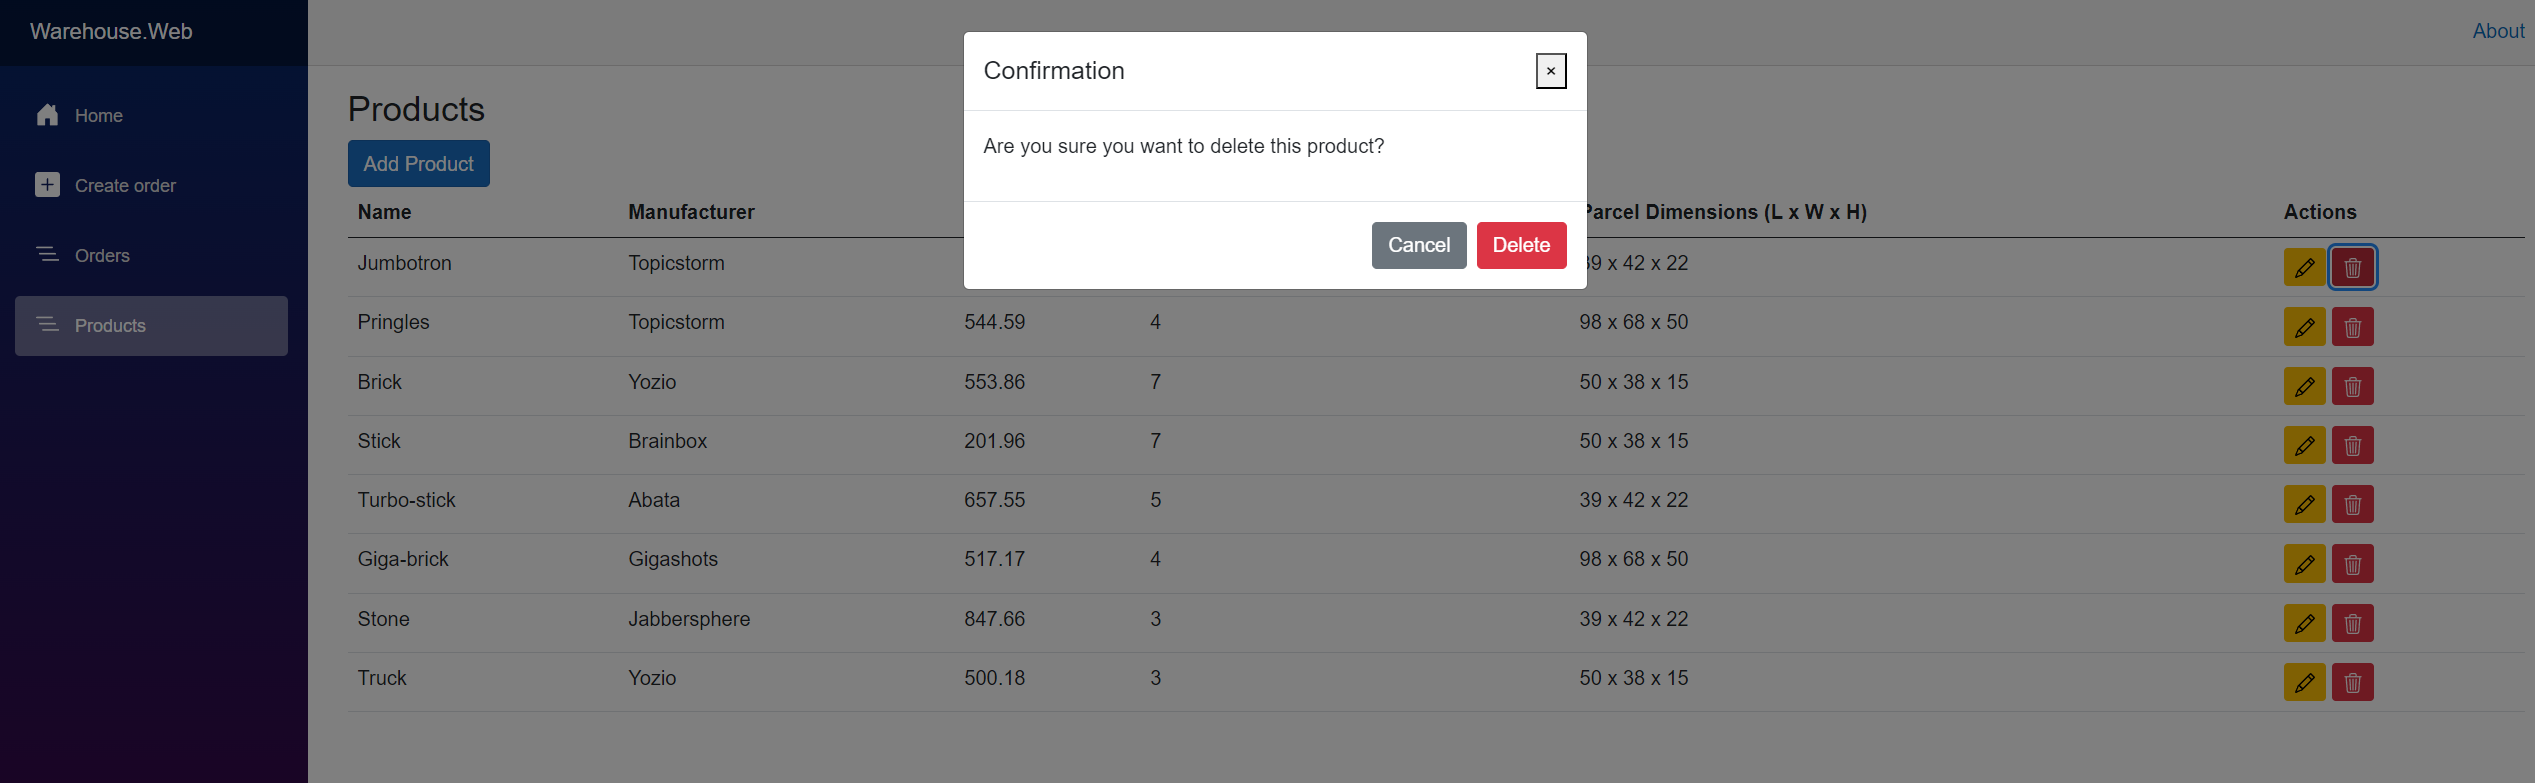 Warehouse.Web
About
Home
Create order
Orders
Products
Products
Add Product
Confirmation ×
Are you sure you want to delete this product?
Cancel Delete
Name Manufacturer Parcel Dimensions (L x W x H) Actions
Jumbotron Topicstorm 39 x 42 x 22
Pringles Topicstorm 544.59 4 98 x 68 x 50
Brick Yozio 553.86 7 50 x 38 x 15
Stick Brainbox 201.96 7 50 x 38 x 15
Turbo-stick Abata 657.55 5 39 x 42 x 22
Giga-brick Gigashots 517.17 4 98 x 68 x 50
Stone Jabbersphere 847.66 3 39 x 42 x 22
Truck Yozio 500.18 3 50 x 38 x 15